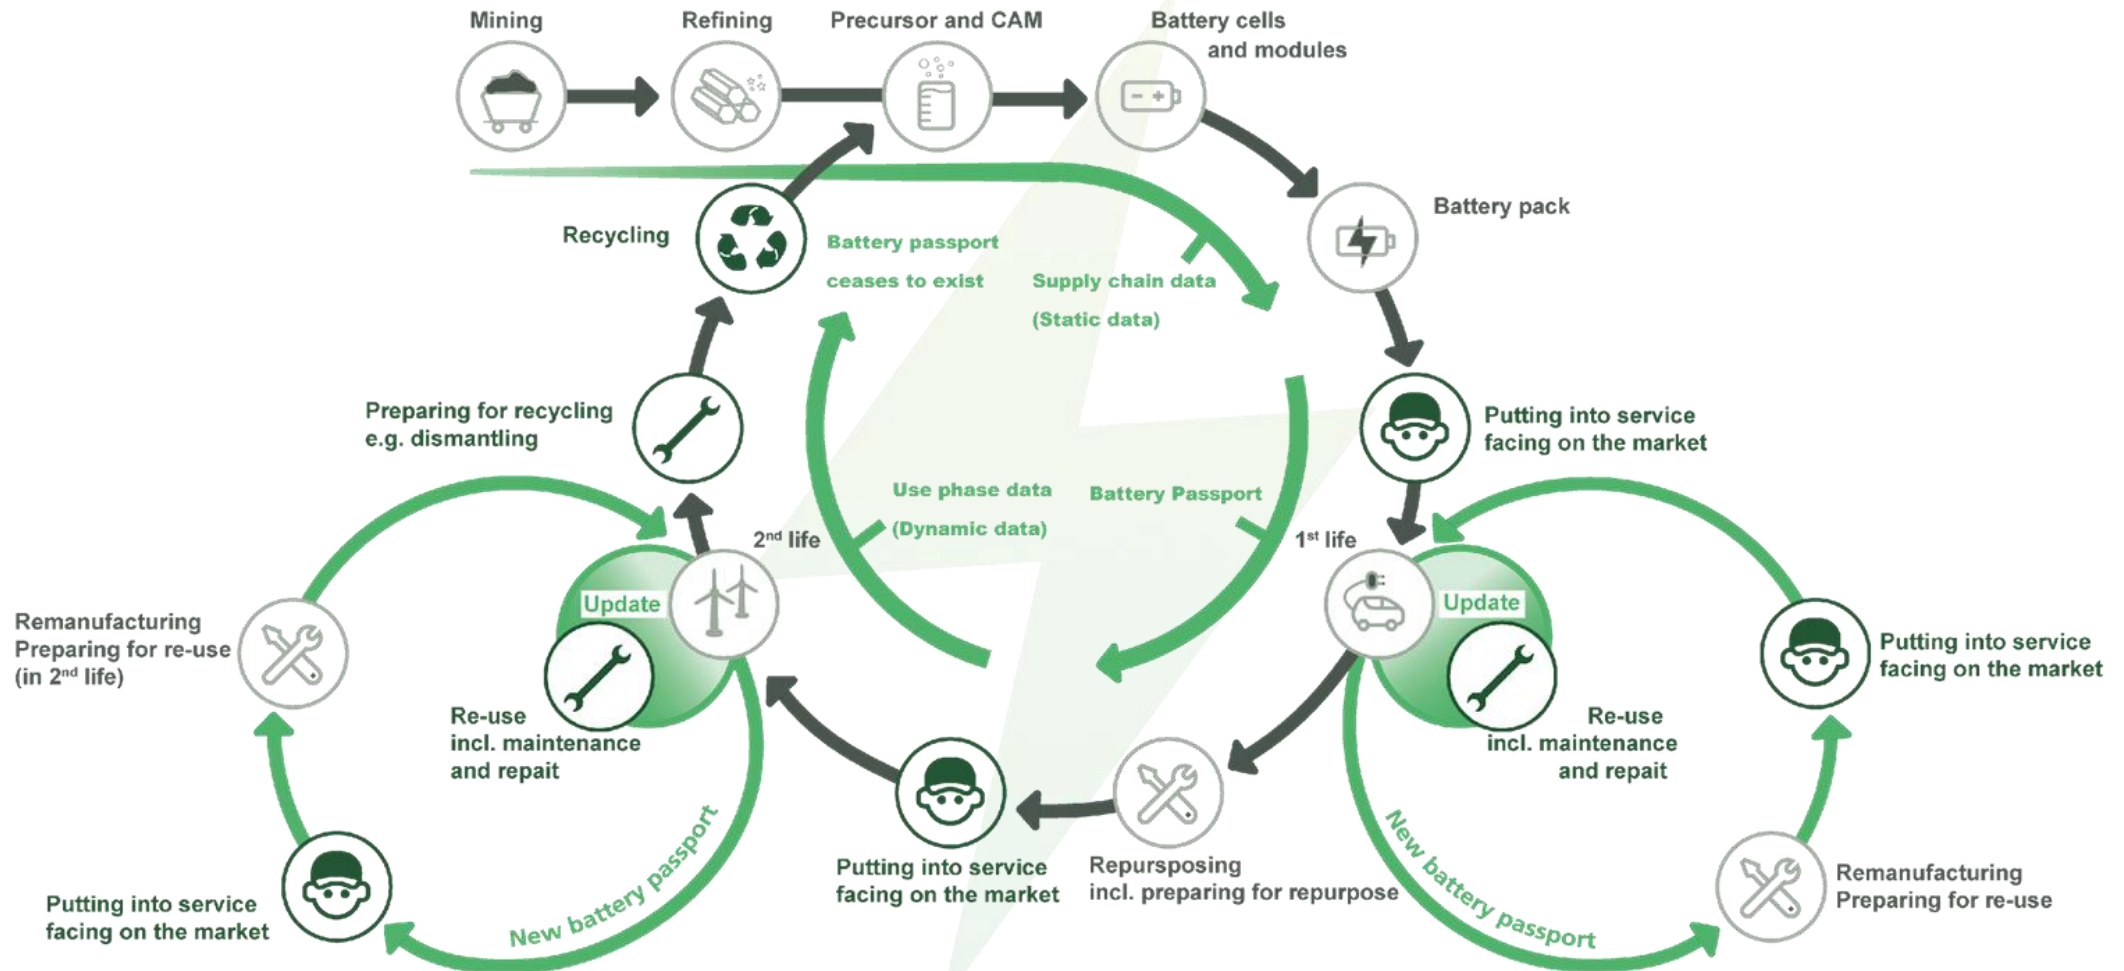 Mining
Refining
Precursor and CAM
Battery cells
and modules
Battery pack
Recycling
Battery passport
ceases to exist
Supply chain data
(Static data)
Preparing for recycling
e.g. dismantling
Putting into service
facing on the market
Use phase data
(Dynamic data)
Battery Passport
2nd life
1st life
Update
Update
Remanufacturing
Preparing for re-use
(in 2nd life)
Putting into service
facing on the market
Re-use
incl. maintenance
and repait
Re-use
incl. maintenance
and repait
Putting into service
facing on the market
Repursposing
incl. preparing for repurpose
Remanufacturing
Preparing for re-use
Putting into service
facing on the market
New battery passport
New battery passport